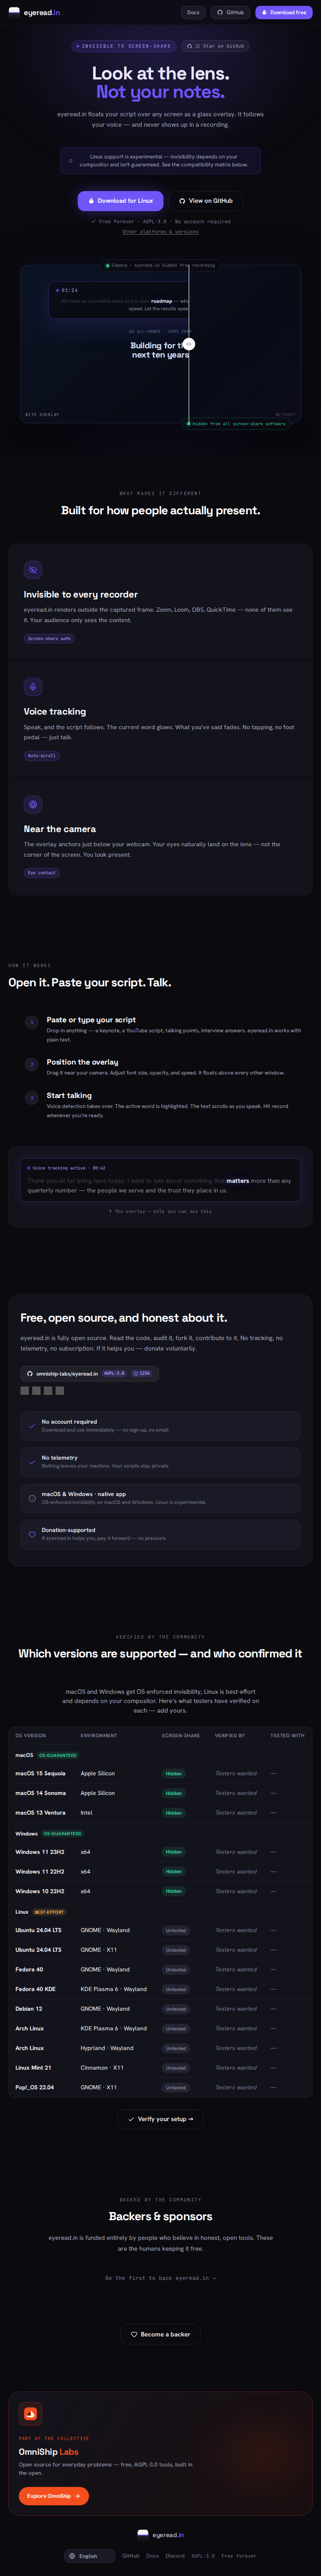 eyeread.in
Docs
GitHub
Download free
INVISIBLE TO SCREEN-SHARE
Star on GitHub
Look at the lens.
Not your notes.
eyeread.in floats your script over any screen as a glass overlay. It follows
your voice — and never shows up in a recording.
Linux support is experimental — invisibility depends on your
compositor and isn't guaranteed. See the compatibility matrix below.
Download for Linux
View on GitHub
Free forever · AGPL-3.0 · No account required
Other platforms & versions
Camera · eyeread.in hidden from recording
01:24
roadmap — who
speed. Let the results speak
Building for the
next ten years
WITH OVERLAY
WITHOUT
Hidden from all screen-share software
WHAT MAKES IT DIFFERENT
Built for how people actually present.
Invisible to every recorder
eyeread.in renders outside the captured frame. Zoom, Loom, OBS, QuickTime — none of them see
it. Your audience only sees the content.
Screen-share safe
Voice tracking
Speak, and the script follows. The current word glows. What you've said fades. No tapping, no foot
pedal — just talk.
Auto-scroll
Near the camera
The overlay anchors just below your webcam. Your eyes naturally land on the lens — not the
corner of the screen. You look present.
Eye contact
HOW IT WORKS
Open it. Paste your script. Talk.
1
Paste or type your script
Drop in anything — a keynote, a YouTube script, talking points, interview answers. eyeread.in works with
plain text.
2
Position the overlay
Drag it near your camera. Adjust font size, opacity, and speed. It floats above every other window.
3
Start talking
Voice detection takes over. The active word is highlighted. The text scrolls as you speak. Hit record
whenever you're ready.
Voice tracking active · 00:42
Thank you all for being here today. I want to talk about something that matters more than any
quarterly number — the people we serve and the trust they place in us.
↑ The overlay — only you can see this
Free, open source, and honest about it.
eyeread.in is fully open source. Read the code, audit it, fork it, contribute to it. No tracking, no
telemetry, no subscription. If it helps you — donate voluntarily.
omniship-labs/eyeread.in
AGPL-3.0
1234
No account required
Download and use immediately — no sign-up, no email
No telemetry
Nothing leaves your machine. Your scripts stay private.
macOS & Windows · native app
OS-enforced invisibility on macOS and Windows. Linux is experimental.
Donation-supported
If eyeread.in helps you, pay it forward — no pressure
VERIFIED BY THE COMMUNITY
Which versions are supported — and who confirmed it
macOS and Windows get OS-enforced invisibility; Linux is best-effort
and depends on your compositor. Here's what testers have verified on
each — add yours.
OS VERSION ENVIRONMENT SCREEN-SHARE VERIFIED BY TESTED WITH
macOS OS-GUARANTEED
macOS 15 Sequoia Apple Silicon Hidden Testers wanted —
macOS 14 Sonoma Apple Silicon Hidden Testers wanted —
macOS 13 Ventura Intel Hidden Testers wanted —
Windows OS-GUARANTEED
Windows 11 23H2 x64 Hidden Testers wanted —
Windows 11 22H2 x64 Hidden Testers wanted —
Windows 10 22H2 x64 Hidden Testers wanted —
Linux BEST-EFFORT
Ubuntu 24.04 LTS GNOME · Wayland Untested Testers wanted —
Ubuntu 24.04 LTS GNOME · X11 Untested Testers wanted —
Fedora 40 GNOME · Wayland Untested Testers wanted —
Fedora 40 KDE KDE Plasma 6 · Wayland Untested Testers wanted —
Debian 12 GNOME · Wayland Untested Testers wanted —
Arch Linux KDE Plasma 6 · Wayland Untested Testers wanted —
Arch Linux Hyprland · Wayland Untested Testers wanted —
Linux Mint 21 Cinnamon · X11 Untested Testers wanted —
Pop!_OS 22.04 GNOME · X11 Untested Testers wanted —
Verify your setup →
BACKED BY THE COMMUNITY
Backers & sponsors
eyeread.in is funded entirely by people who believe in honest, open tools. These
are the humans keeping it free.
Be the first to back eyeread.in →
Become a backer
PART OF THE COLLECTIVE
OmniShip Labs
Open source for everyday problems — free, AGPL-3.0 tools, built in
the open.
Explore OmniShip →
eyeread.in
English
GitHub
Docs
Discord
AGPL-3.0
Free forever